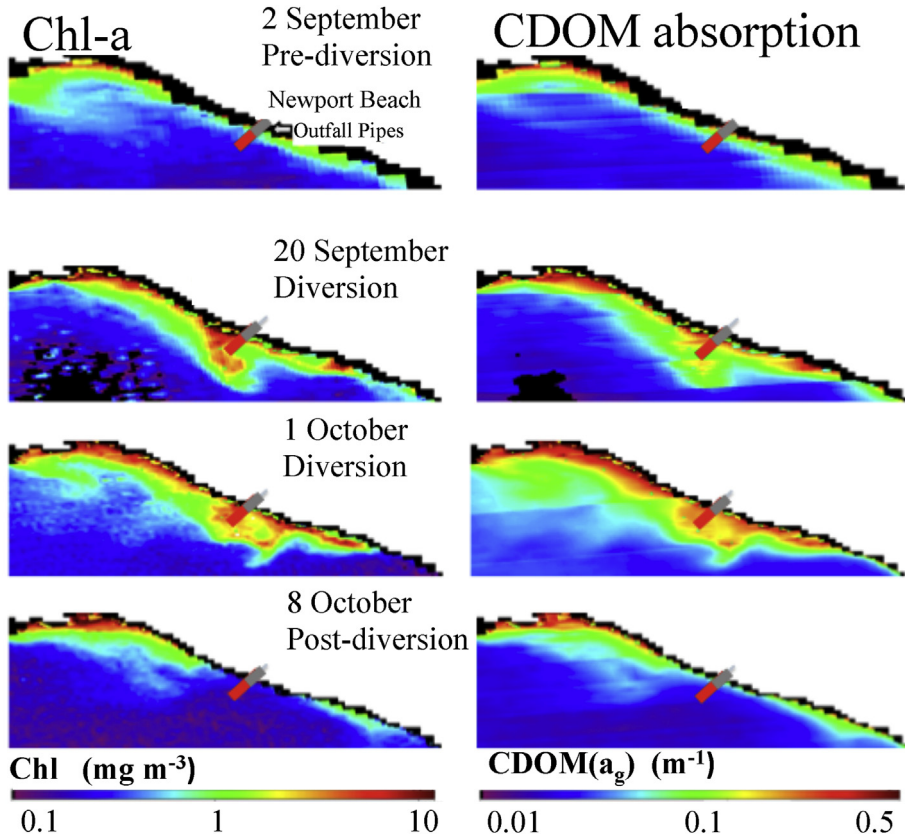 Chl-a
2 September
Pre-diversion
CDOM absorption
Newport Beach
Outfall Pipes
20 September
Diversion
1 October
Diversion
8 October
Post-diversion
Chl (mg m⁻³)
0.1 1 10
CDOM(a_g) (m⁻¹)
0.01 0.1 0.5